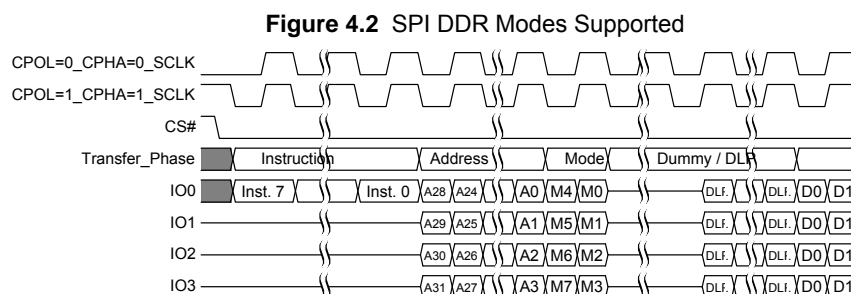 Figure 4.2 SPI DDR Modes Supported
CPOL=0_CPHA=0_SCLK
CPOL=1_CPHA=1_SCLK
CS#
Transfer_Phase Instruction Address Mode Dummy / DLP
IO0 Inst. 7 Inst. 0 A28 A24 A0 M4 M0 DLP. DLP. D0 D1
IO1 A29 A25 A1 M5 M1 DLP. DLP. D0 D1
IO2 A30 A26 A2 M6 M2 DLP. DLP. D0 D1
IO3 A31 A27 A3 M7 M3 DLP. DLP. D0 D1